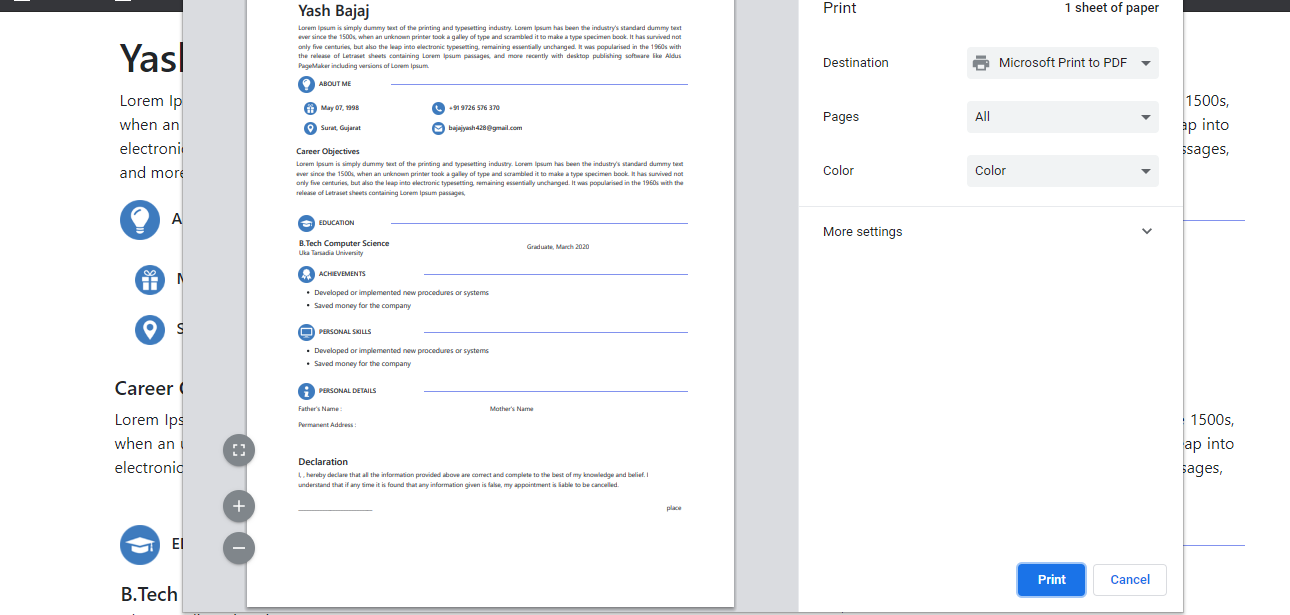 Yash Bajaj
Lorem Ipsum is simply dummy text of the printing and typesetting industry. Lorem Ipsum has been the industry's standard dummy text
ever since the 1500s, when an unknown printer took a galley of type and scrambled it to make a type specimen book. It has survived not
only five centuries, but also the leap into electronic typesetting, remaining essentially unchanged. It was popularised in the 1960s with
the release of Letraset sheets containing Lorem Ipsum passages, and more recently with desktop publishing software like Aldus
PageMaker including versions of Lorem Ipsum.
ABOUT ME
May 07, 1998
+91 9726 576 370
Surat, Gujarat
bajajyash428@gmail.com
Career Objectives
Lorem Ipsum is simply dummy text of the printing and typesetting industry. Lorem Ipsum has been the industry's standard dummy text
ever since the 1500s, when an unknown printer took a galley of type and scrambled it to make a type specimen book. It has survived not
only five centuries, but also the leap into electronic typesetting, remaining essentially unchanged. It was popularised in the 1960s with the
release of Letraset sheets containing Lorem Ipsum passages,
EDUCATION
B.Tech Computer Science
Uka Tarsadia University
Graduate, March 2020
ACHIEVEMENTS
• Developed or implemented new procedures or systems
• Saved money for the company
PERSONAL SKILLS
• Developed or implemented new procedures or systems
• Saved money for the company
PERSONAL DETAILS
Father's Name :
Mother's Name
Permanent Address :
Declaration
I, , hereby declare that all the information provided above are correct and complete to the best of my knowledge and belief. I
understand that if any time it is found that any information given is false, my appointment is liable to be cancelled.
place
Print
1 sheet of paper
Destination
Microsoft Print to PDF
Pages
All
Color
Color
More settings
Print
Cancel
Yas
Lorem Ip
when an
electroni
and more
A
M
S
Career
Lorem Ips
when an u
electronic
El
B.Tech
1500s,
ap into
ssages,
1500s,
eap into
sages,